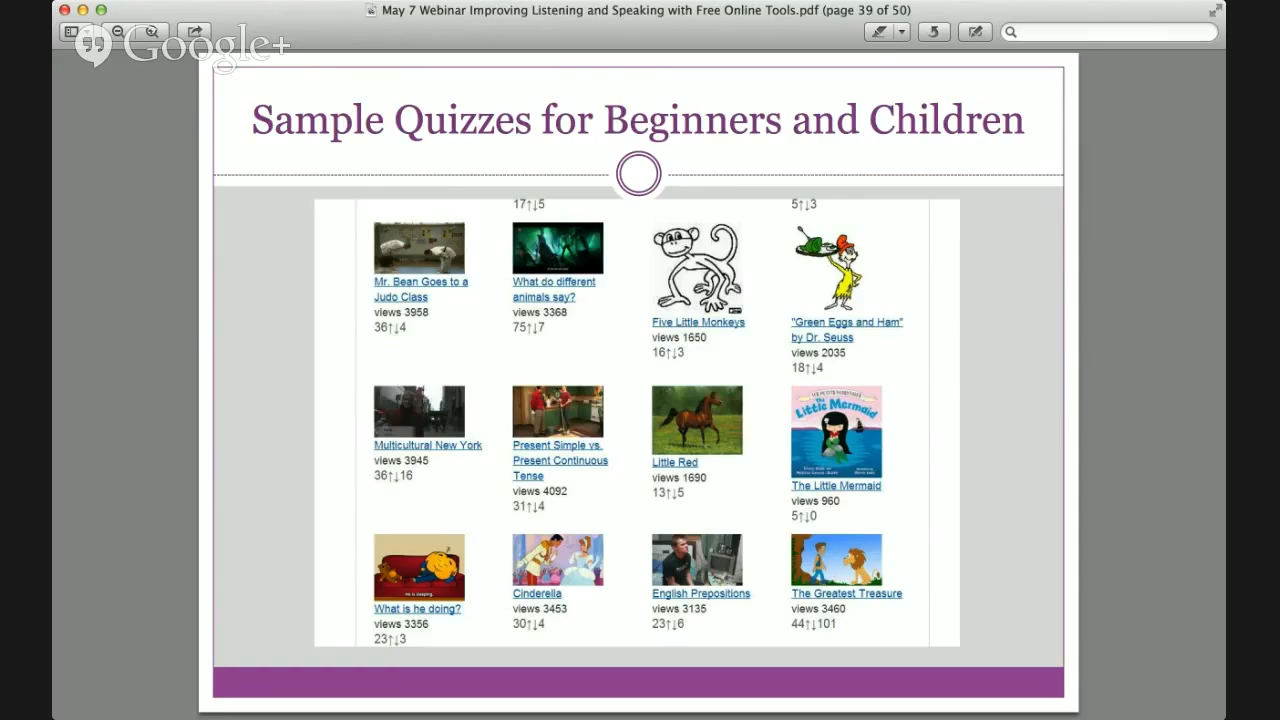 May 7 Webinar Improving Listening and Speaking with Free Online Tools.pdf (page 39 of 50)
Google+
Sample Quizzes for Beginners and Children
17↑↓5
5↑↓3
Mr. Bean Goes to a
Judo Class
views 3958
36↑↓4
What do different
animals say?
views 3368
75↑↓7
Five Little Monkeys
views 1650
16↑↓3
"Green Eggs and Ham"
by Dr. Seuss
views 2035
18↑↓4
Multicultural New York
views 3945
36↑↓16
Present Simple vs.
Present Continuous
Tense
views 4092
31↑↓4
Little Red
views 1690
13↑↓5
The
Little Mermaid
The Little Mermaid
views 960
5↑↓0
He is sleeping.
What is he doing?
views 3356
23↑↓3
Cinderella
views 3453
30↑↓4
English Prepositions
views 3135
23↑↓6
The Greatest Treasure
views 3460
44↑↓101